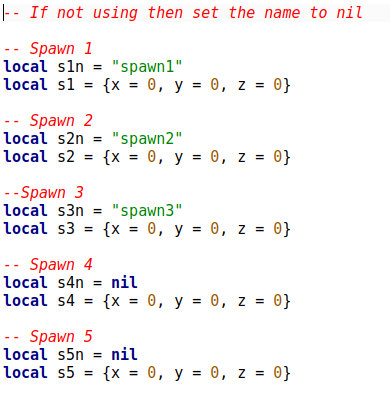 -- If not using then set the name to nil
-- Spawn 1
local s1n = "spawn1"
local s1 = {x = 0, y = 0, z = 0}
-- Spawn 2
local s2n = "spawn2"
local s2 = {x = 0, y = 0, z = 0}
--Spawn 3
local s3n = "spawn3"
local s3 = {x = 0, y = 0, z = 0}
-- Spawn 4
local s4n = nil
local s4 = {x = 0, y = 0, z = 0}
-- Spawn 5
local s5n = nil
local s5 = {x = 0, y = 0, z = 0}